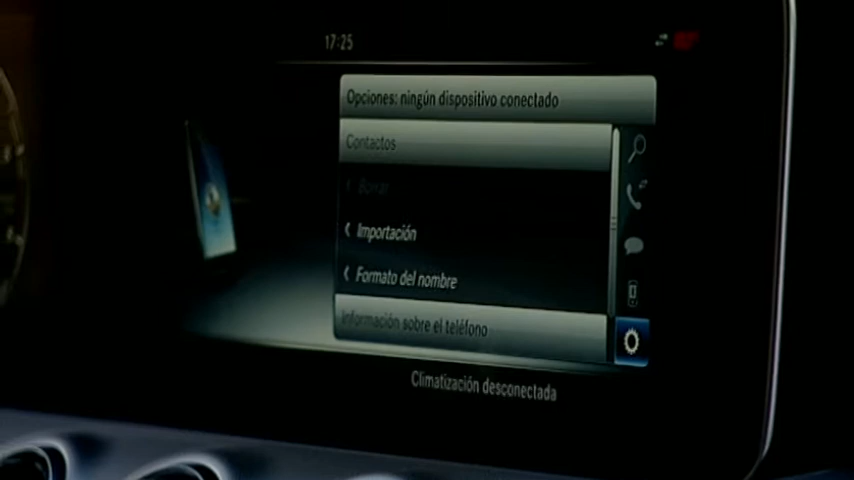 17:25
Opciones: ningún dispositivo conectado
Contactos
Borrar
Importación
Formato del nombre
Información sobre el teléfono
Climatización desconectada